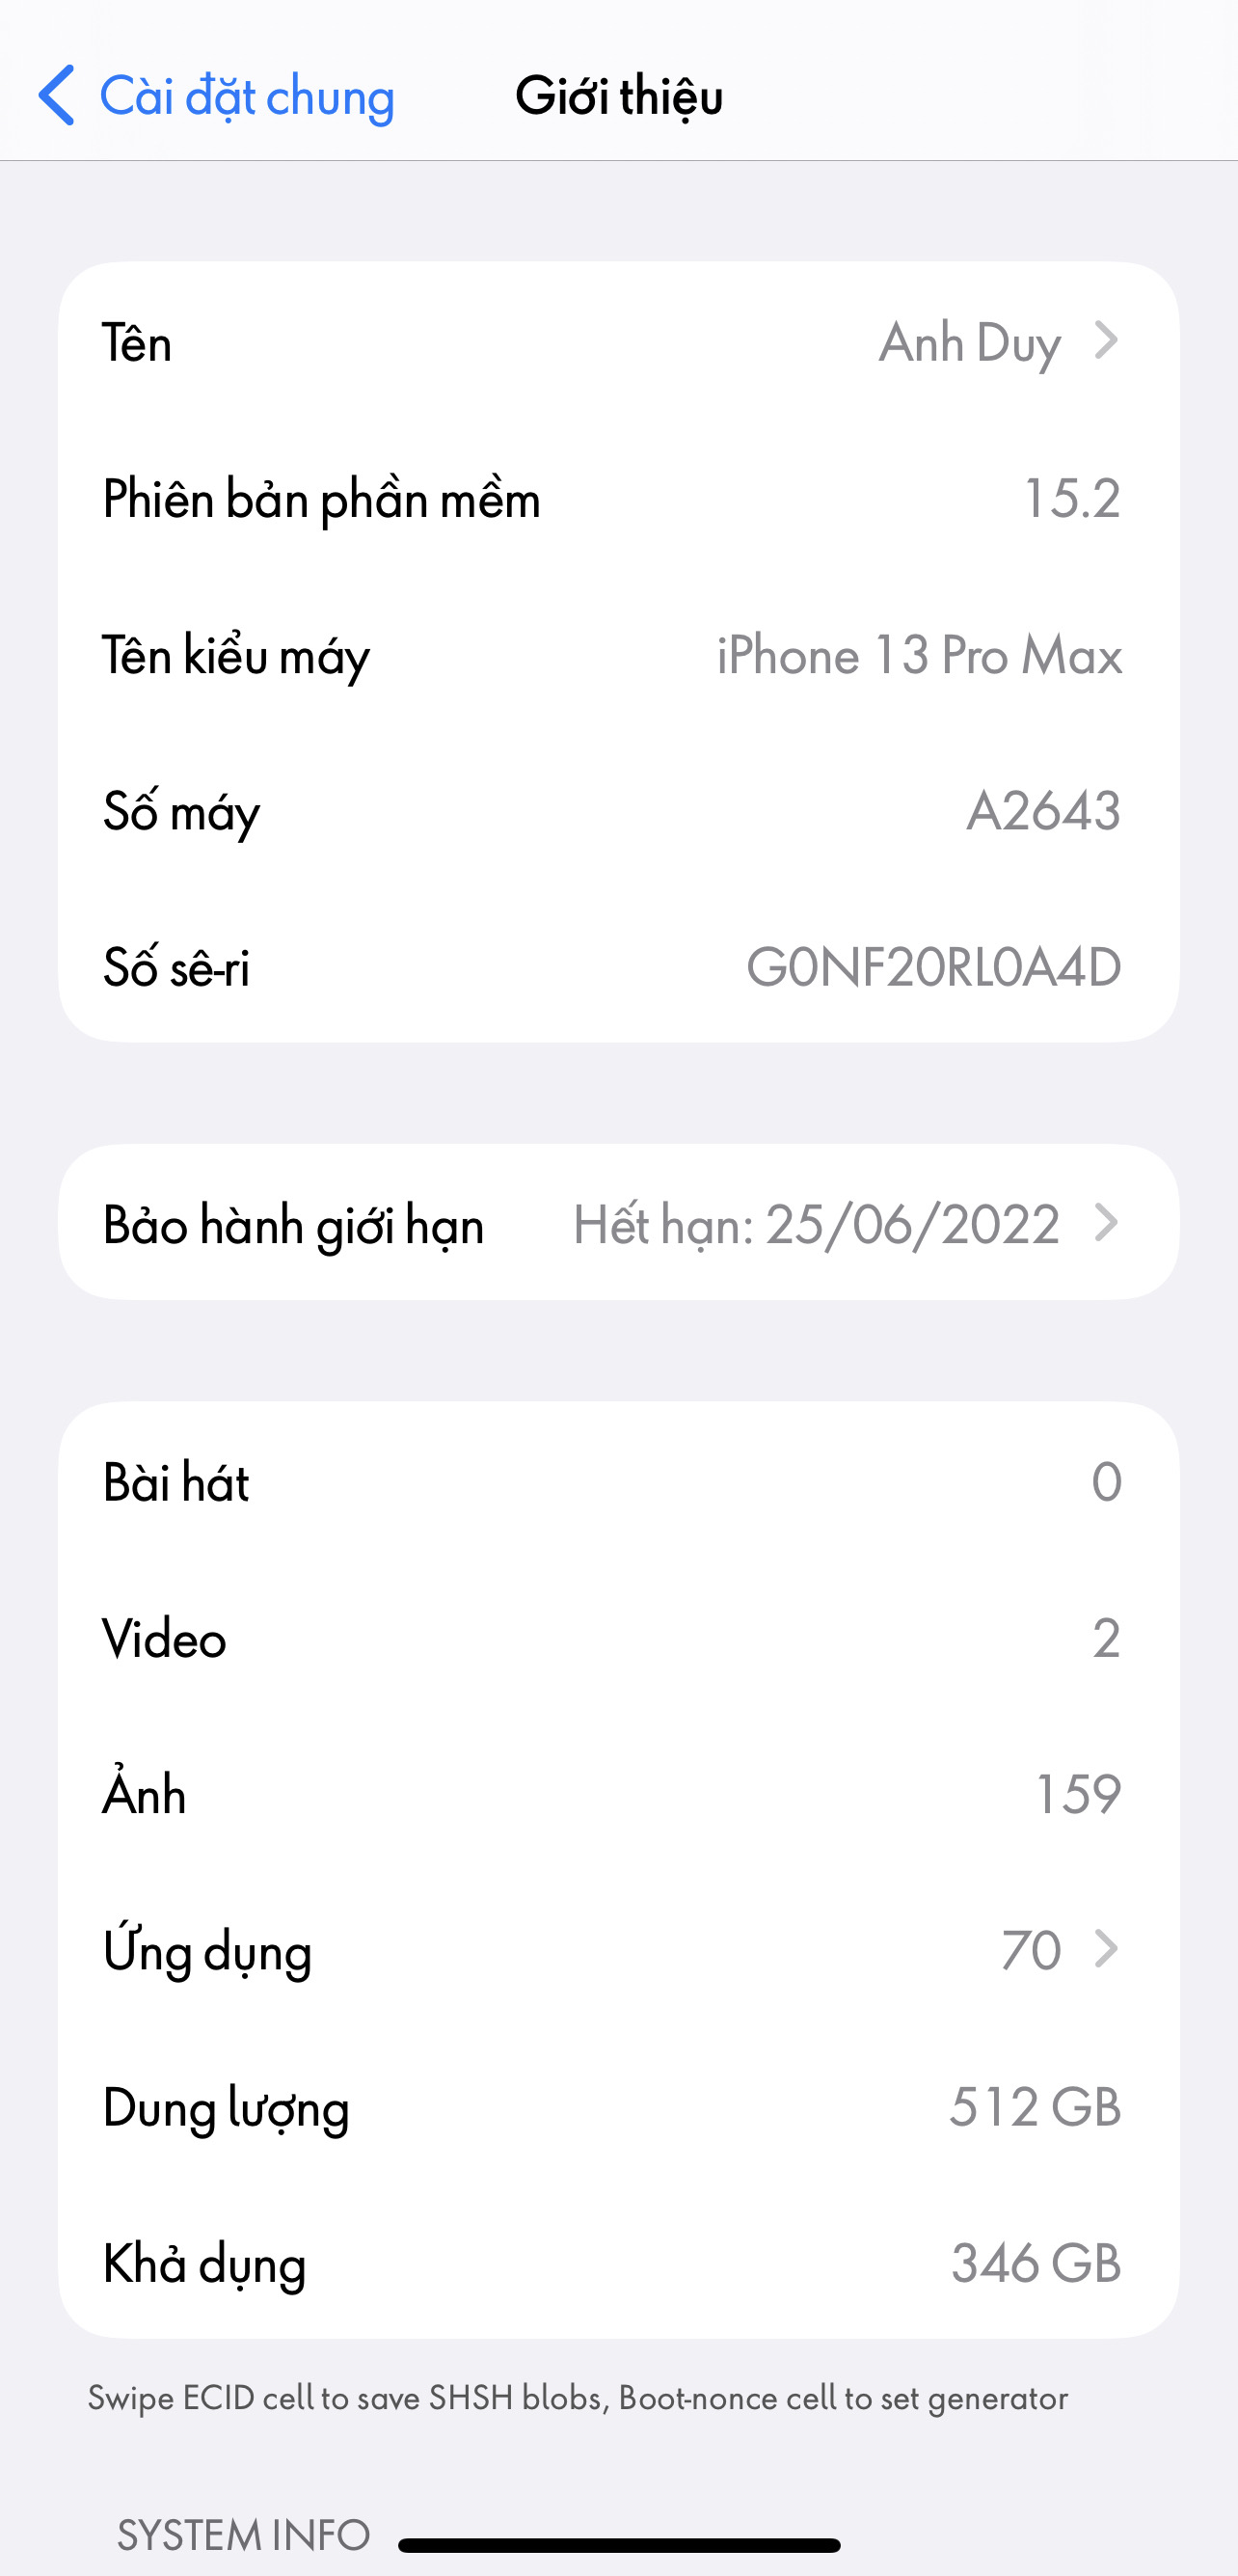 Cài đặt chung
Giới thiệu
Tên Anh Duy
Phiên bản phần mềm 15.2
Tên kiểu máy iPhone 13 Pro Max
Số máy A2643
Số sê-ri G0NF20RL0A4D
Bảo hành giới hạn Hết hạn: 25/06/2022
Bài hát 0
Video 2
Ảnh 159
Ứng dụng 70
Dung lượng 512 GB
Khả dụng 346 GB
Swipe ECID cell to save SHSH blobs, Boot-nonce cell to set generator
SYSTEM INFO